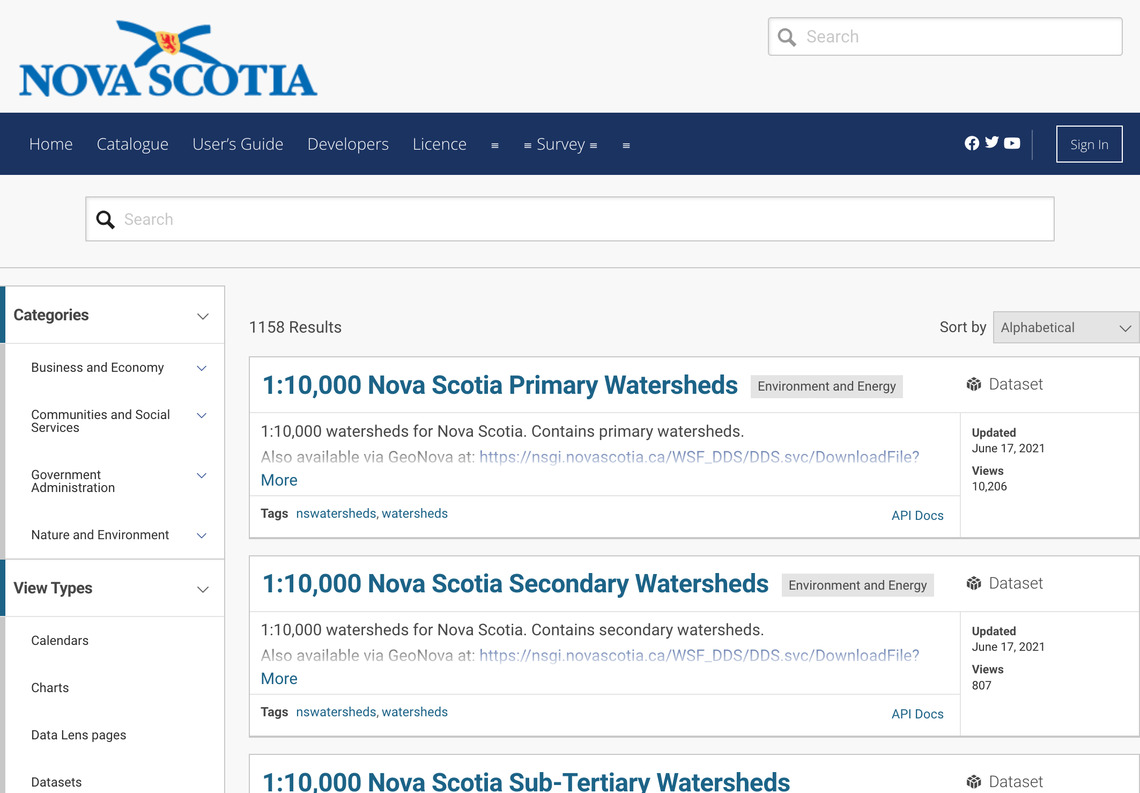 NOVA SCOTIA
Search
Home Catalogue User's Guide Developers Licence ≡ ≡ Survey ≡ ≡ Sign In
Search
Categories
Business and Economy
Communities and Social
Services
Government
Administration
Nature and Environment
View Types
Calendars
Charts
Data Lens pages
Datasets
1158 Results
Sort by Alphabetical
1:10,000 Nova Scotia Primary Watersheds Environment and Energy Dataset
1:10,000 watersheds for Nova Scotia. Contains primary watersheds.
Also available via GeoNova at: https://nsgi.novascotia.ca/WSF_DDS/DDS.svc/DownloadFile?
More
Tags nswatersheds, watersheds
API Docs
Updated
June 17, 2021
Views
10,206
1:10,000 Nova Scotia Secondary Watersheds Environment and Energy Dataset
1:10,000 watersheds for Nova Scotia. Contains secondary watersheds.
Also available via GeoNova at: https://nsgi.novascotia.ca/WSF_DDS/DDS.svc/DownloadFile?
More
Tags nswatersheds, watersheds
API Docs
Updated
June 17, 2021
Views
807
1:10,000 Nova Scotia Sub-Tertiary Watersheds Dataset